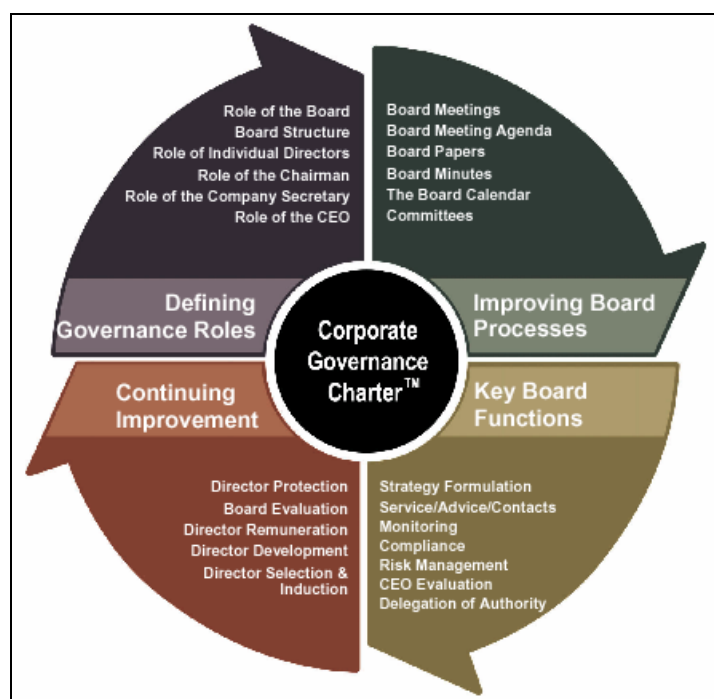 Role of the Board
Board Structure
Role of Individual Directors
Role of the Chairman
Role of the Company Secretary
Role of the CEO
Defining
Governance Roles
Board Meetings
Board Meeting Agenda
Board Papers
Board Minutes
The Board Calendar
Committees
Improving Board
Processes
Corporate
Governance
Charter™
Continuing
Improvement
Director Protection
Board Evaluation
Director Remuneration
Director Development
Director Selection &
Induction
Key Board
Functions
Strategy Formulation
Service/Advice/Contacts
Monitoring
Compliance
Risk Management
CEO Evaluation
Delegation of Authority